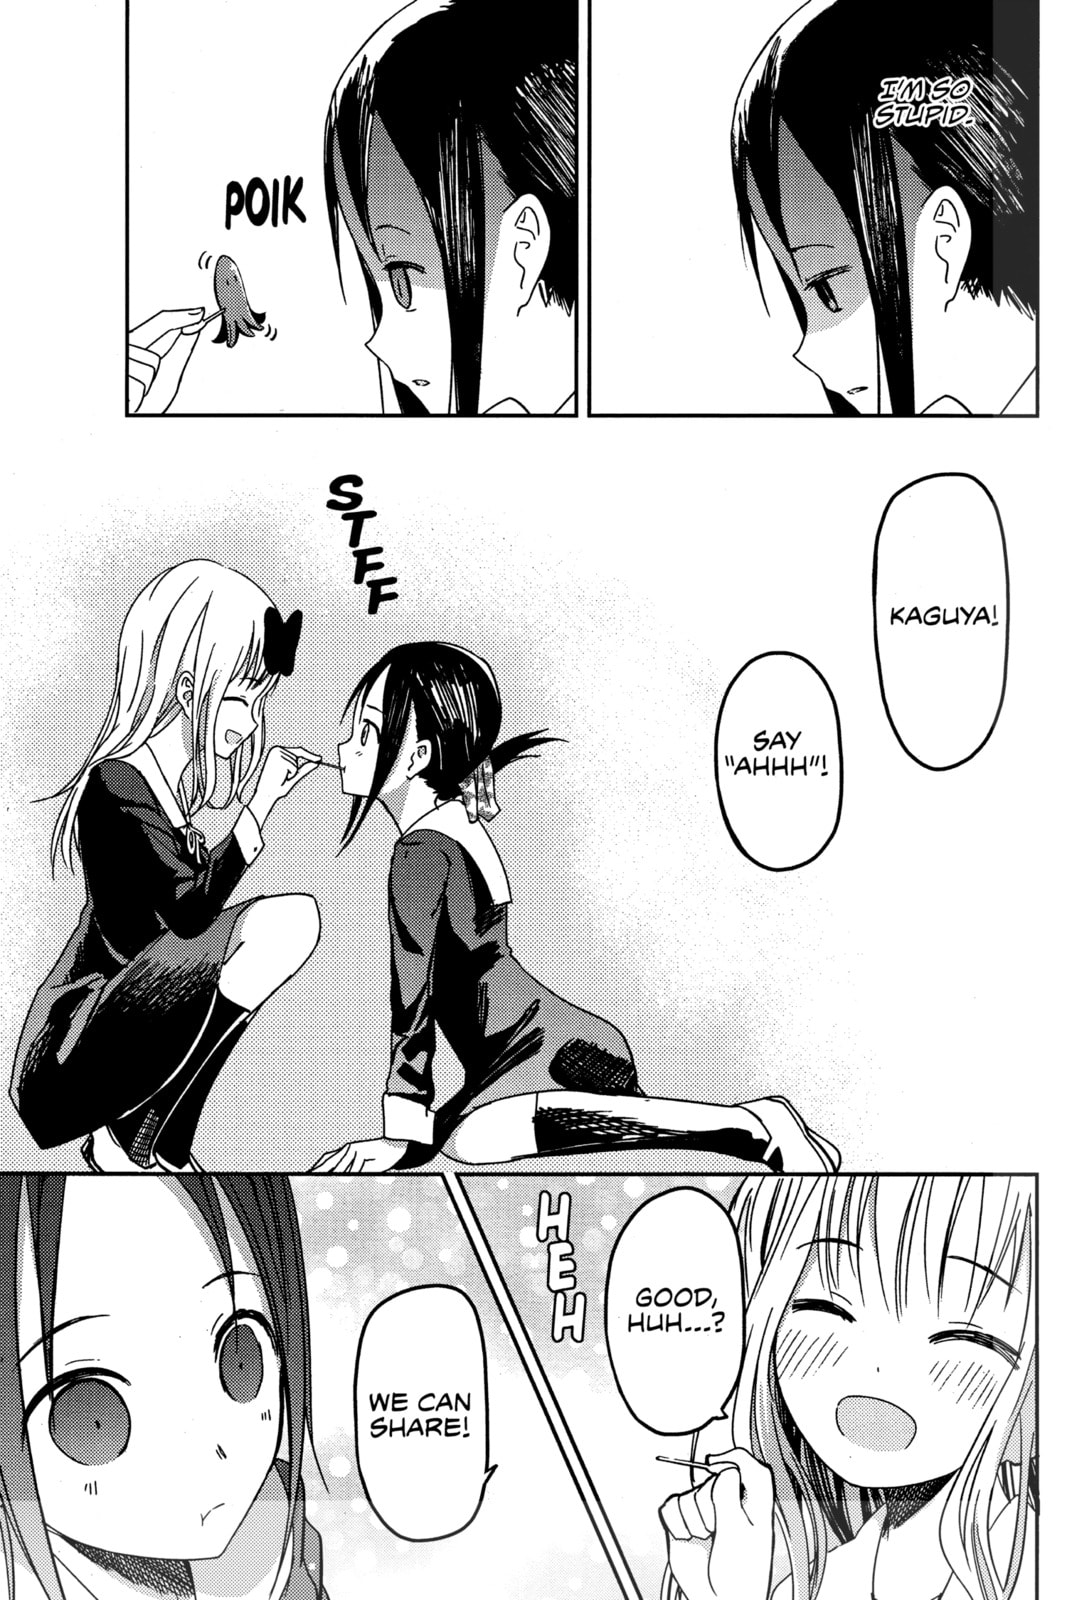 I'M SO
STUPID.
POIK
KAGUYA!
SAY
"AHHH"!
STFF
GOOD,
HUH...?
HEH
WE CAN
SHARE!